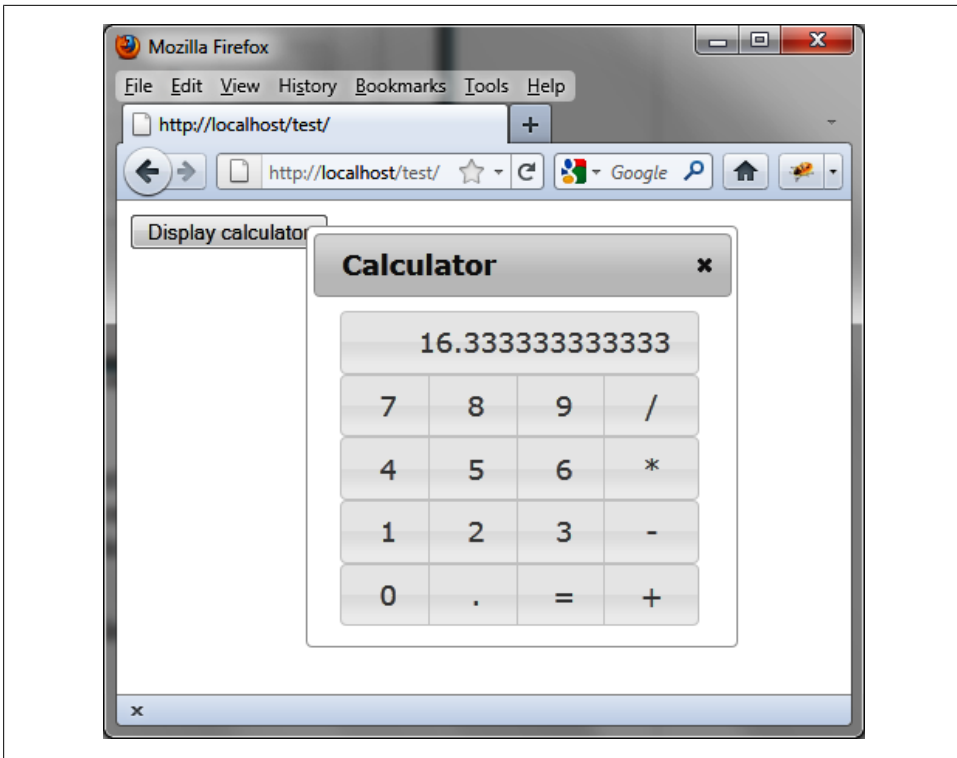 Mozilla Firefox
File Edit View History Bookmarks Tools Help
http://localhost/test/
http://localhost/test/ Google
Display calculator
Calculator
16.333333333333
7 8 9 /
4 5 6 *
1 2 3 -
0 . = +
x